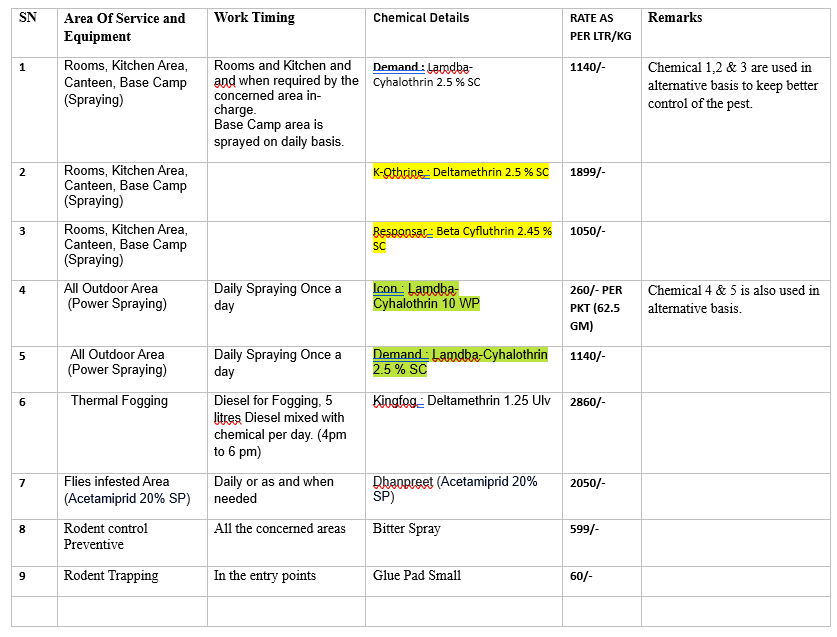 SN
Area Of Service and
Equipment
Work Timing
Chemical Details
RATE AS
PER LTR/KG
Remarks
1
Rooms, Kitchen Area,
Canteen, Base Camp
(Spraying)
Rooms and Kitchen and
and when required by the
concerned area in-
charge.
Base Camp area is
sprayed on daily basis.
Demand : Lamdba-
Cyhalothrin 2.5 % SC
1140/-
Chemical 1,2 & 3 are used in
alternative basis to keep better
control of the pest.
2
Rooms, Kitchen Area,
Canteen, Base Camp
(Spraying)
K-Othrine : Deltamethrin 2.5 % SC
1899/-
3
Rooms, Kitchen Area,
Canteen, Base Camp
(Spraying)
Responsar : Beta Cyfluthrin 2.45 %
SC
1050/-
4
All Outdoor Area
(Power Spraying)
Daily Spraying Once a
day
Icon : Lamdba-
Cyhalothrin 10 WP
260/- PER
PKT (62.5
GM)
Chemical 4 & 5 is also used in
alternative basis.
5
All Outdoor Area
(Power Spraying)
Daily Spraying Once a
day
Demand : Lamdba-Cyhalothrin
2.5 % SC
1140/-
6
Thermal Fogging
Diesel for Fogging, 5
litres Diesel mixed with
chemical per day. (4pm
to 6 pm)
Kingfog : Deltamethrin 1.25 Ulv
2860/-
7
Flies infested Area
(Acetamiprid 20% SP)
Daily or as and when
needed
Dhanpreet (Acetamiprid 20%
SP)
2050/-
8
Rodent control
Preventive
All the concerned areas
Bitter Spray
599/-
9
Rodent Trapping
In the entry points
Glue Pad Small
60/-